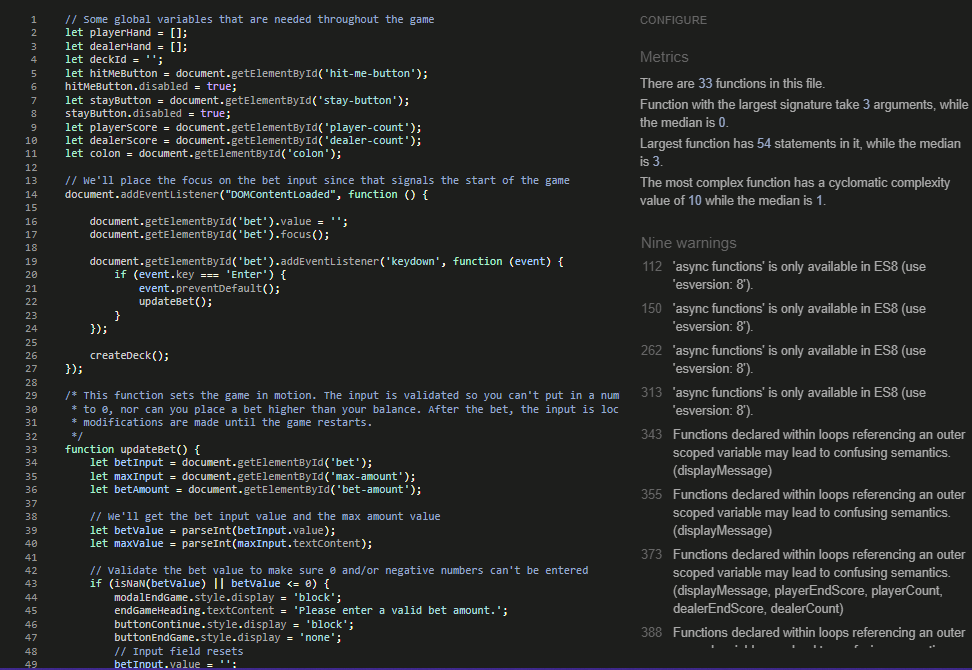 1 // Some global variables that are needed throughout the game
2 let playerHand = [];
3 let dealerHand = [];
4 let deckId = '';
5 let hitMeButton = document.getElementById('hit-me-button');
6 hitMeButton.disabled = true;
7 let stayButton = document.getElementById('stay-button');
8 stayButton.disabled = true;
9 let playerScore = document.getElementById('player-count');
10 let dealerScore = document.getElementById('dealer-count');
11 let colon = document.getElementById('colon');
12
13 // We'll place the focus on the bet input since that signals the start of the game
14 document.addEventListener("DOMContentLoaded", function () {
15
16 document.getElementById('bet').value = '';
17 document.getElementById('bet').focus();
18
19 document.getElementById('bet').addEventListener('keydown', function (event) {
20 if (event.key === 'Enter') {
21 event.preventDefault();
22 updateBet();
23 }
24 });
25
26 createDeck();
27 });
28
29 /* This function sets the game in motion. The input is validated so you can't put in a num
30 * to 0, nor can you place a bet higher than your balance. After the bet, the input is loc
31 * modifications are made until the game restarts.
32 */
33 function updateBet() {
34 let betInput = document.getElementById('bet');
35 let maxInput = document.getElementById('max-amount');
36 let betAmount = document.getElementById('bet-amount');
37
38 // We'll get the bet input value and the max amount value
39 let betValue = parseInt(betInput.value);
40 let maxValue = parseInt(maxInput.textContent);
41
42 // Validate the bet value to make sure 0 and/or negative numbers can't be entered
43 if (isNaN(betValue) || betValue <= 0) {
44 modalEndGame.style.display = 'block';
45 endGameHeading.textContent = 'Please enter a valid bet amount.';
46 buttonContinue.style.display = 'block';
47 buttonEndGame.style.display = 'none';
48 // Input field resets
49 betInput.value = '';
CONFIGURE
Metrics
There are 33 functions in this file.
Function with the largest signature take 3 arguments, while
the median is 0.
Largest function has 54 statements in it, while the median
is 3.
The most complex function has a cyclomatic complexity
value of 10 while the median is 1.
Nine warnings
112 'async functions' is only available in ES8 (use
'esversion: 8').
150 'async functions' is only available in ES8 (use
'esversion: 8').
262 'async functions' is only available in ES8 (use
'esversion: 8').
313 'async functions' is only available in ES8 (use
'esversion: 8').
343 Functions declared within loops referencing an outer
scoped variable may lead to confusing semantics.
(displayMessage)
355 Functions declared within loops referencing an outer
scoped variable may lead to confusing semantics.
(displayMessage)
373 Functions declared within loops referencing an outer
scoped variable may lead to confusing semantics.
(displayMessage, playerEndScore, playerCount,
dealerEndScore, dealerCount)
388 Functions declared within loops referencing an outer